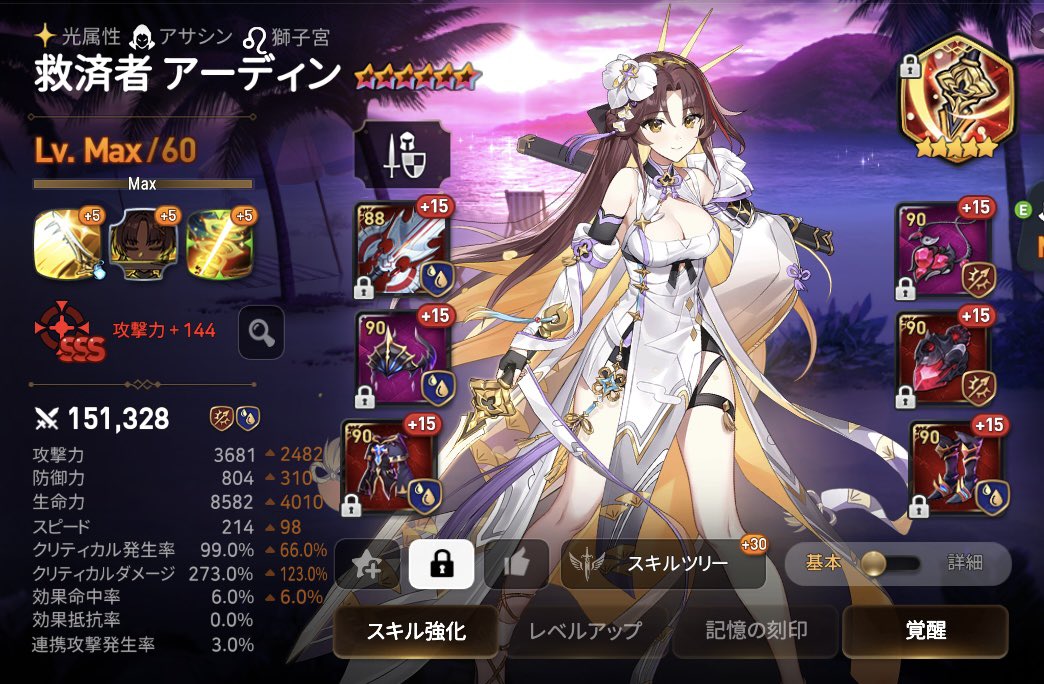 光属性 アサシン 獅子宮
救済者 アーディン
Lv. Max/60
Max
+5 +5 +5
攻撃力 + 144
SSS
151,328
攻撃力 3681 2482
防御力 804 310
生命力 8582 4010
スピード 214 98
クリティカル発生率 99.0% 66.0%
クリティカルダメージ 273.0% 123.0%
効果命中率 6.0% 6.0%
効果抵抗率 0.0%
連携攻撃発生率 3.0%
88 +15
90 +15
90 +15
90 +15
90 +15
90 +15
E
スキルツリー +30
基本 詳細
スキル強化 レベルアップ 記憶の刻印 覚醒